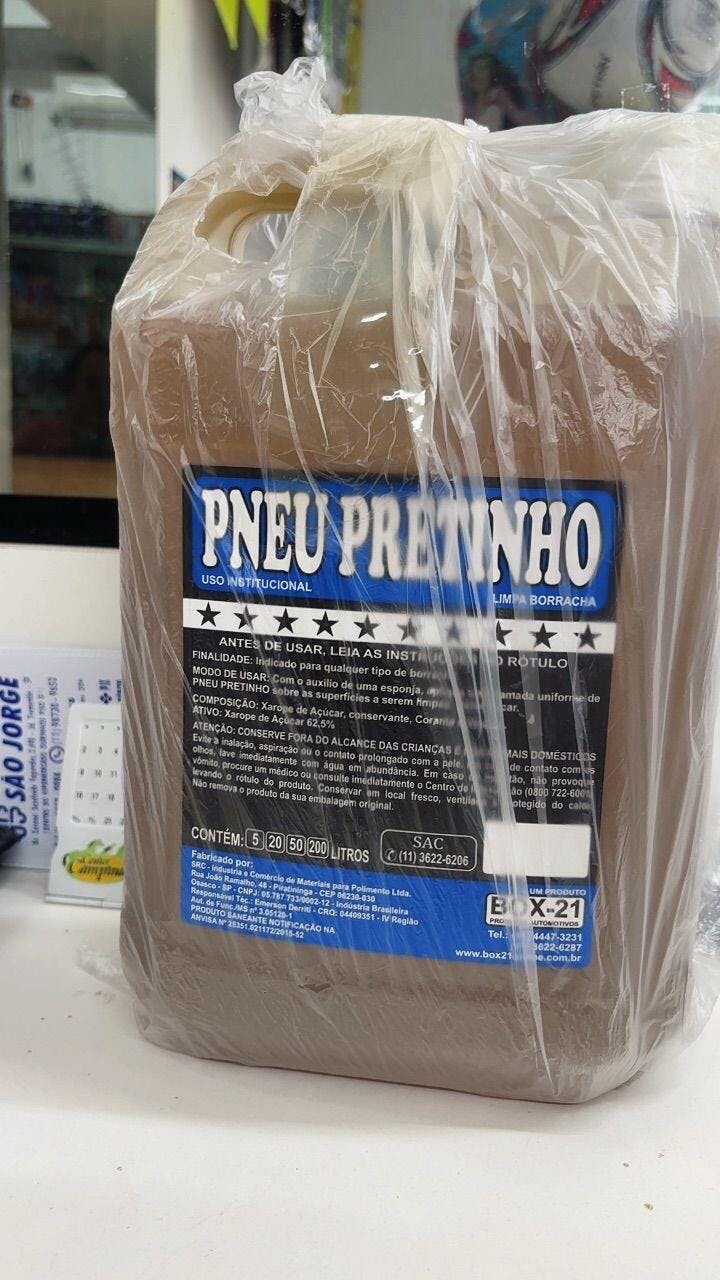 PNEU PRETINHO
USO INSTITUCIONAL
LIMPA BORRACHA
ANTES DE USAR, LEIA AS RÓTULO
FINALIDADE: Indicado para qualquer tipo de
MODO DE USAR: Com o auxílio de uma esponja, uniforme de
PNEU PRETINHO sobre as superfícies a serem
COMPOSIÇÃO: Xarope de Açúcar, conservante,
ATIVO: Xarope de Açúcar 62,5%
ATENÇÃO: CONSERVE FORA DO ALCANCE DAS CRIANÇAS DOMÉSTICOS
Evite à inalação, aspiração ou o contato prolongado com a pele de contato com
olhos, lave imediatamente com água em abundância. Em caso não provoque
vômito, procure um médico ou consulte imediatamente o Centro de (0800 722-600
levando o rótulo do produto. Conservar em local fresco, do calor
Não remova o produto da sua embalagem original.
CONTÉM: 5 20 50 200 LITROS
SAC
(11) 3622-6206
Fabricado por:
SRC - Industria e Comércio de Materiais para Polimento Ltda.
Rua João Ramalho, 48 - Piratininga - CEP 06230-030
Osasco - SP - CNPJ: 05.787.733/0002-12 - Indústria Brasileira
Responsável Téc.: Emerson Derriti - CRQ: 04409351 - IV Região
Aut. de Func./MS nº 3.05120-1
PRODUTO SANEANTE NOTIFICAÇÃO NA
ANVISA Nº 25351.021172/2018-52
UM PRODUTO
BOX-21
AUTOMOTIVOS
Tel.: 4447-3231
3622-6287
www.box21
.com.br
SÃO JORGE